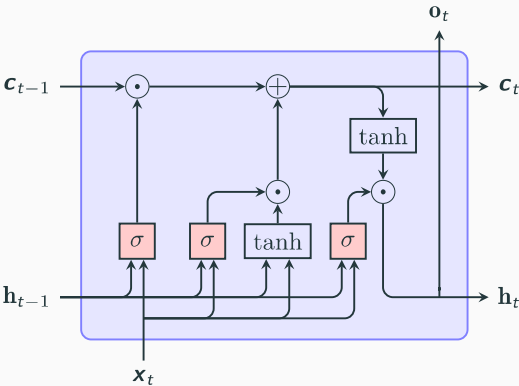 o_t
c_{t−1}
c_t
tanh
σ
σ
tanh
σ
h_{t−1}
h_t
x_t